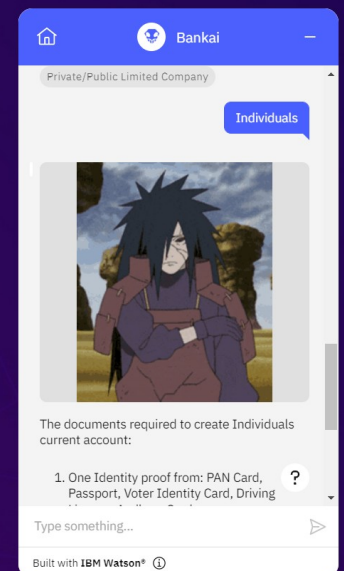 Bankai
Private/Public Limited Company
Individuals
The documents required to create Individuals
current account:
1. One Identity proof from: PAN Card,
Passport, Voter Identity Card, Driving
?
Type something...
Built with IBM Watson®